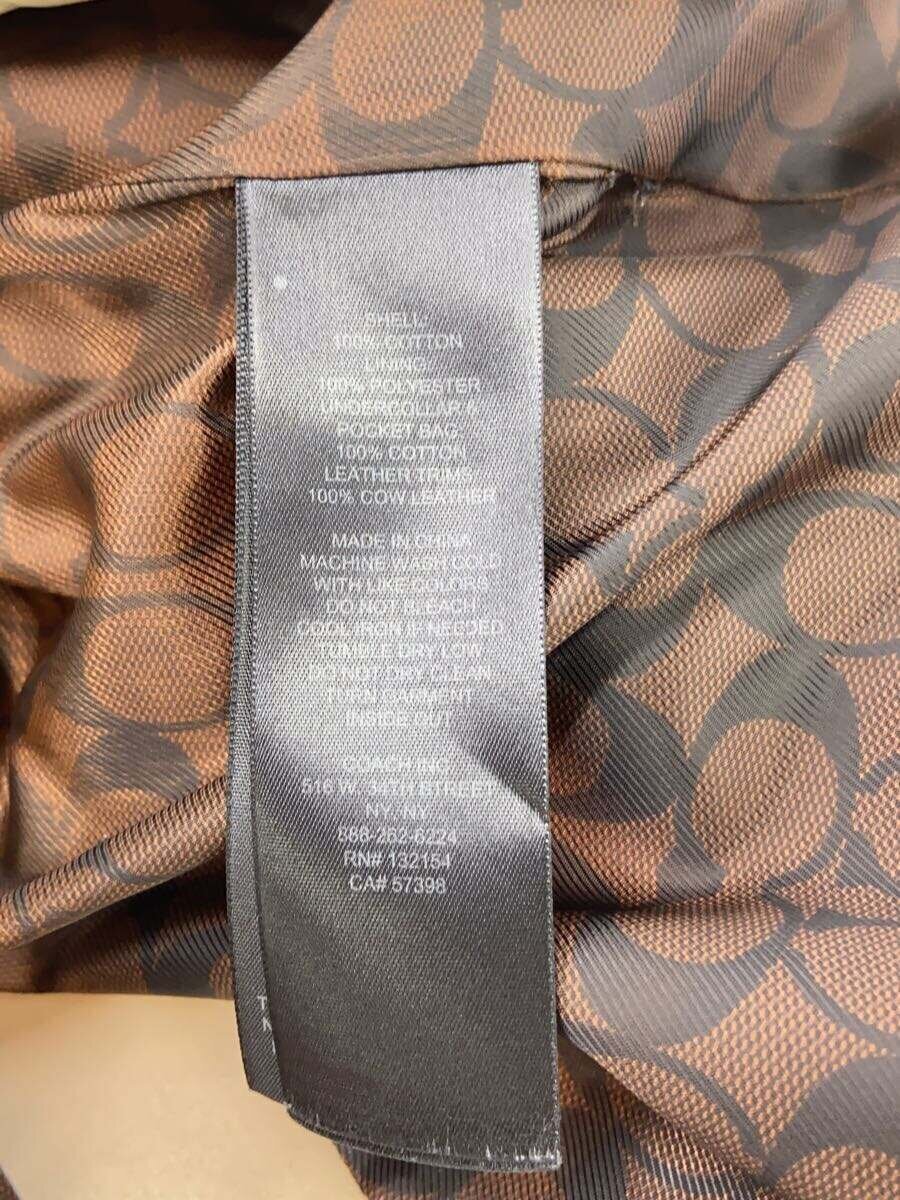 SHELL
100% COTTON
LINING
100% POLYESTER
UNDERCOLLAR &
POCKET BAG
100% COTTON
LEATHER TRIMS
100% COW LEATHER
MADE IN CHINA
MACHINE WASH COLD
WITH LIKE COLORS
DO NOT BLEACH
COOL IRON IF NEEDED
TUMBLE DRY LOW
DO NOT DRY CLEAN
TURN GARMENT
INSIDE OUT
COACH INC.
516 W. 34TH STREET
NY, NY
888-262-6224
RN# 132154
CA# 57398